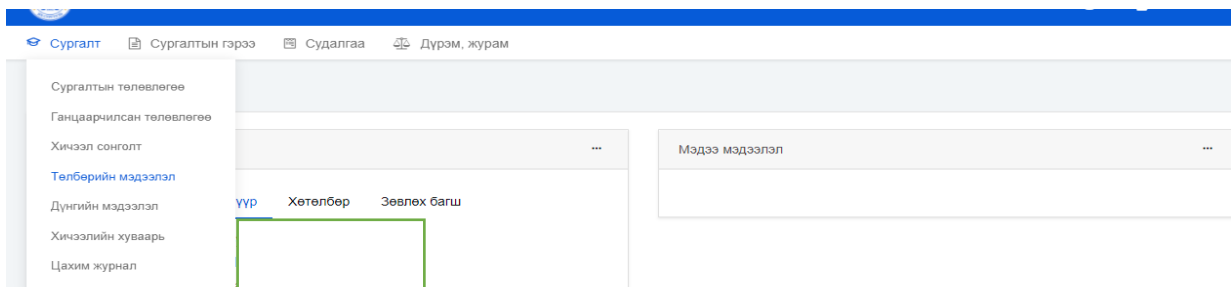 Сургалт Сургалтын гэрээ Судалгаа Дүрэм, журам
Сургалтын төлөвлөгөө
Ганцаарчилсан төлөвлөгөө
Хичээл сонголт
Мэдээ мэдээлэл
Төлбөрийн мэдээлэл
Хөтөлбөр Зөвлөх багш
Дүнгийн мэдээлэл
Хичээлийн хуваарь
Цахим журнал